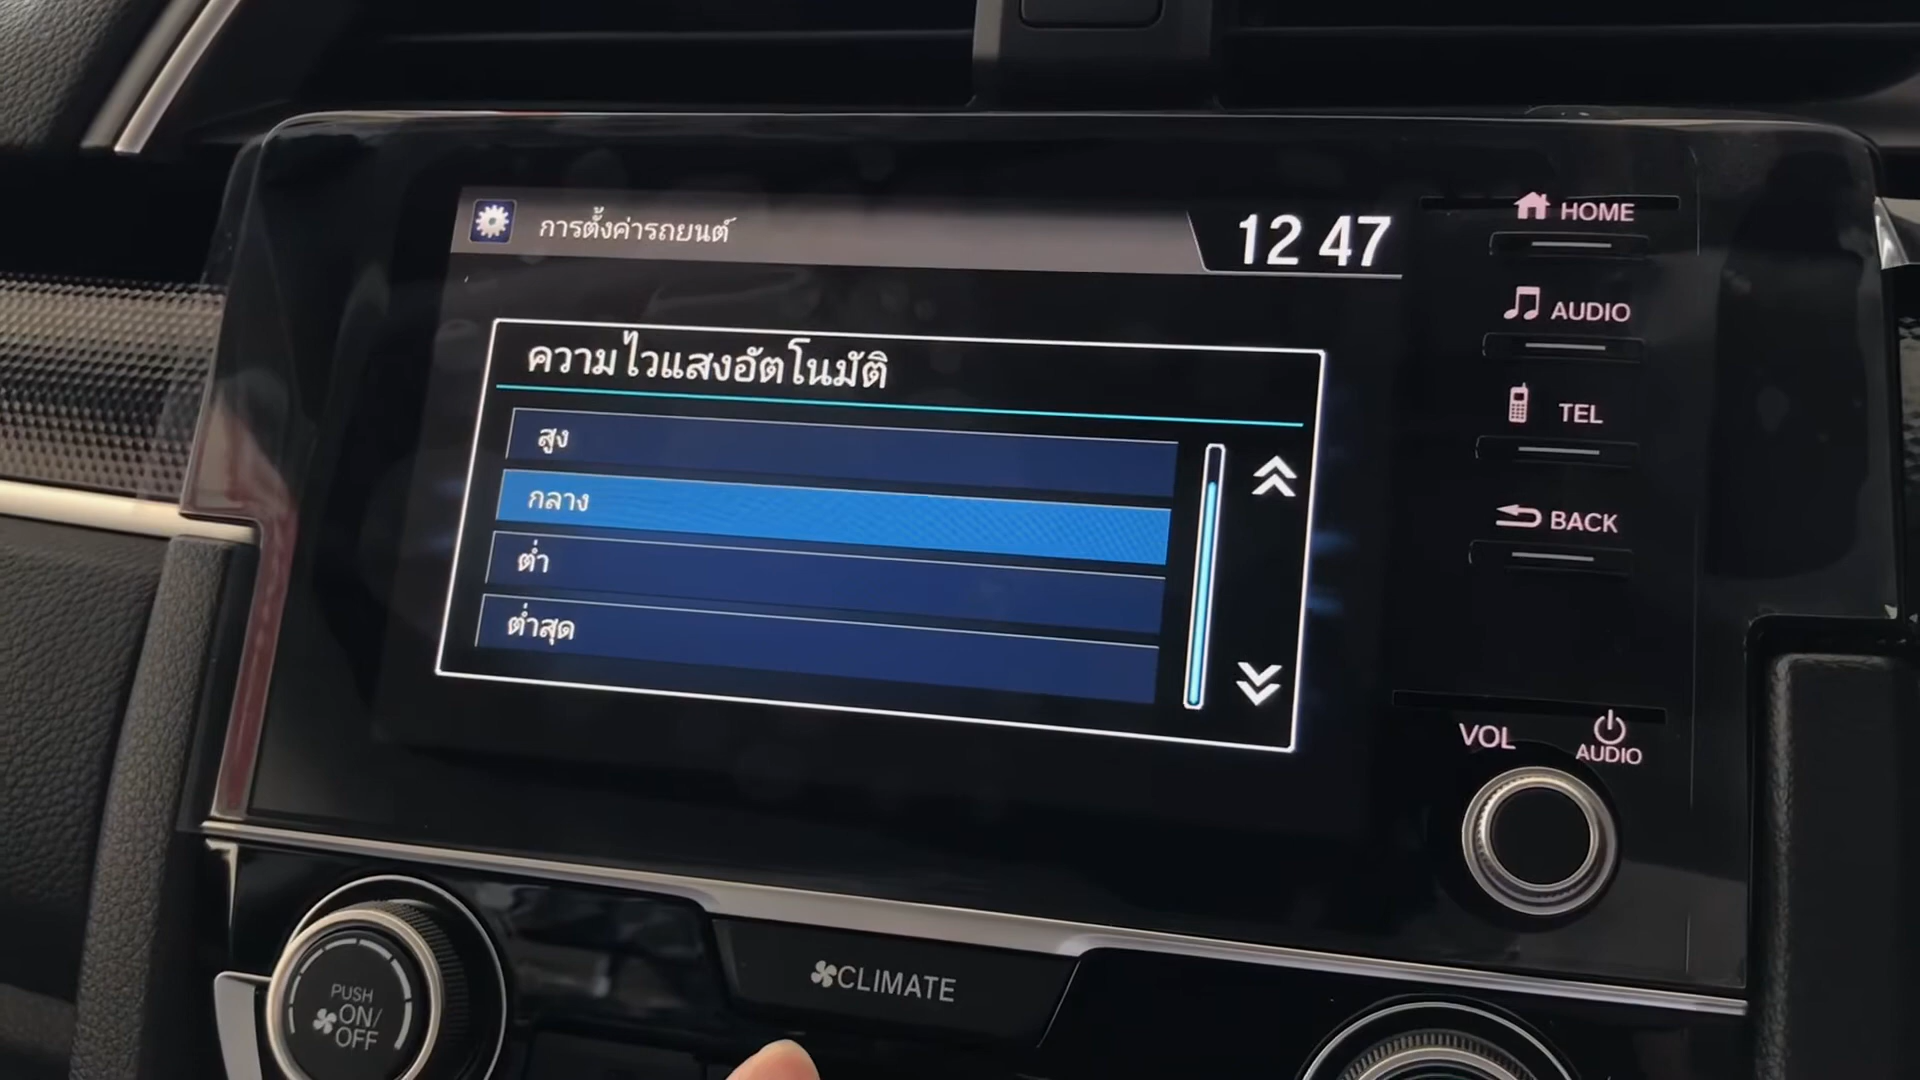 การตั้งค่ารถยนต์
12 47
ความไวแสงอัตโนมัติ
สูง
กลาง
ต่ำ
ต่ำสุด
HOME
AUDIO
TEL
BACK
VOL
AUDIO
CLIMATE
PUSH
ON/
OFF